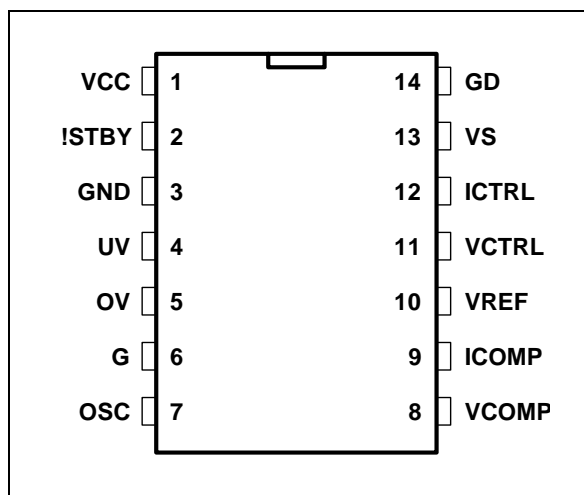 VCC 1 14 GD
!STBY 2 13 VS
GND 3 12 ICTRL
UV 4 11 VCTRL
OV 5 10 VREF
G 6 9 ICOMP
OSC 7 8 VCOMP